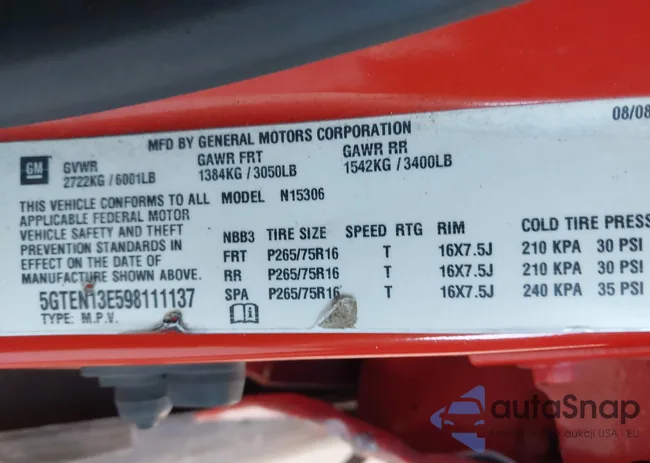 08/08
MFD BY GENERAL MOTORS CORPORATION
GM
GVWR GAWR FRT GAWR RR
2722KG / 6001LB 1384KG / 3050LB 1542KG / 3400LB
THIS VEHICLE CONFORMS TO ALL MODEL N15306
APPLICABLE FEDERAL MOTOR
VEHICLE SAFETY AND THEFT
PREVENTION STANDARDS IN
EFFECT ON THE DATE OF
MANUFACTURE SHOWN ABOVE.
5GTEN13E598111137
TYPE: M.P.V.
NBB3 TIRE SIZE SPEED RTG RIM COLD TIRE PRESS
FRT P265/75R16 T 16X7.5J 210 KPA 30 PSI
RR P265/75R16 T 16X7.5J 210 KPA 30 PSI
SPA P265/75R16 T 16X7.5J 240 KPA 35 PSI
autaSnap
aukcji USA - EU